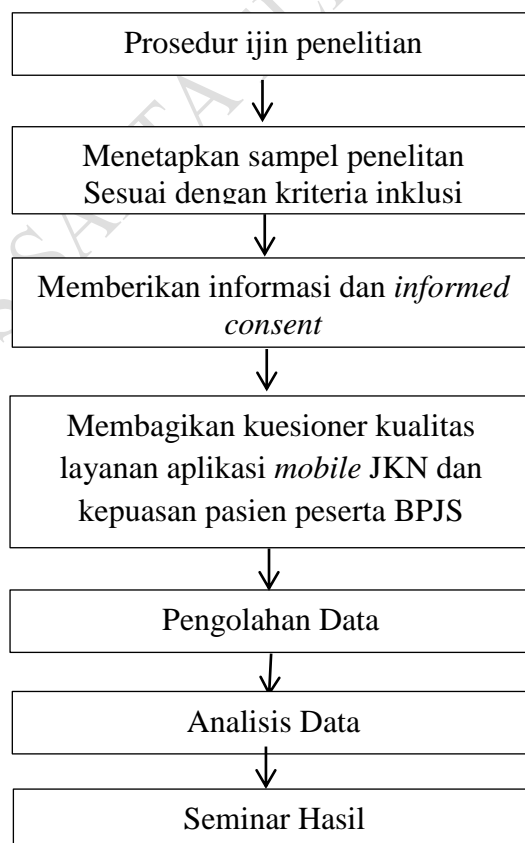 Prosedur ijin penelitian
Menetapkan sampel penelitan
Sesuai dengan kriteria inklusi
Memberikan informasi dan informed
consent
Membagikan kuesioner kualitas
layanan aplikasi mobile JKN dan
kepuasan pasien peserta BPJS
Pengolahan Data
Analisis Data
Seminar Hasil